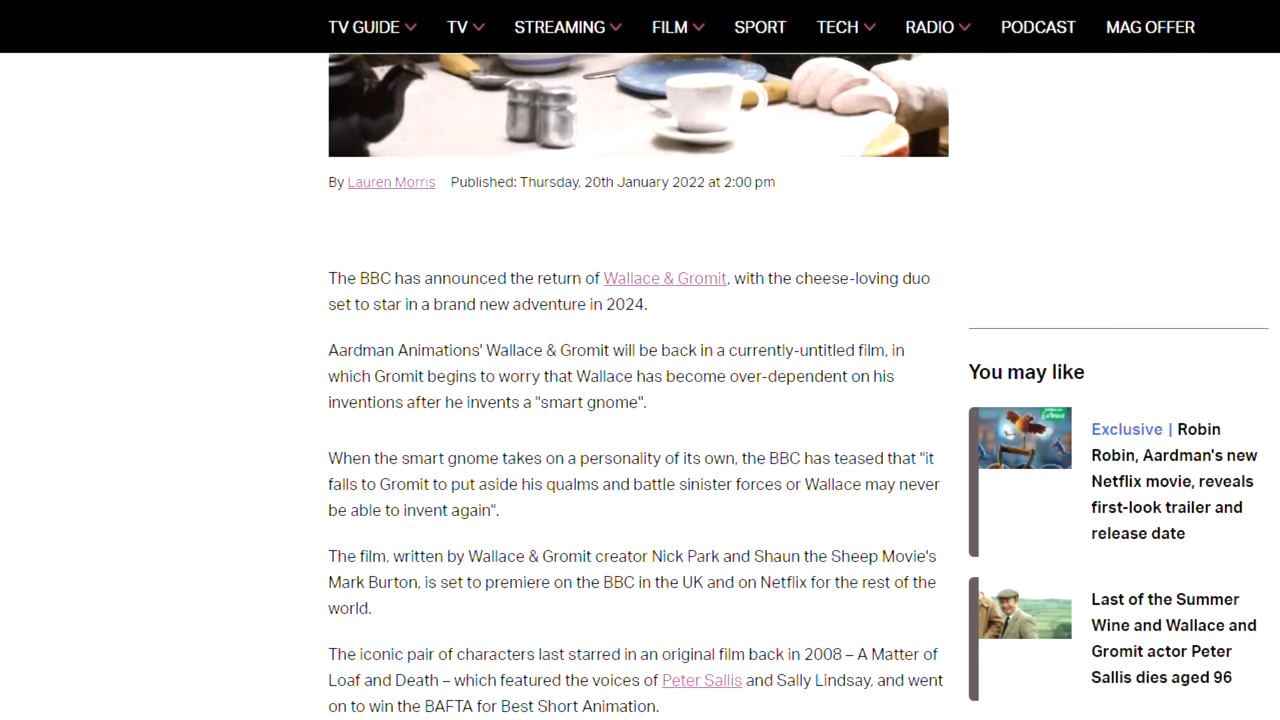 TV GUIDE TV STREAMING FILM SPORT TECH RADIO PODCAST MAG OFFER
By Lauren Morris Published: Thursday, 20th January 2022 at 2:00 pm
The BBC has announced the return of Wallace & Gromit, with the cheese-loving duo
set to star in a brand new adventure in 2024.
Aardman Animations' Wallace & Gromit will be back in a currently-untitled film, in
which Gromit begins to worry that Wallace has become over-dependent on his
inventions after he invents a "smart gnome".
When the smart gnome takes on a personality of its own, the BBC has teased that "it
falls to Gromit to put aside his qualms and battle sinister forces or Wallace may never
be able to invent again".
The film, written by Wallace & Gromit creator Nick Park and Shaun the Sheep Movie's
Mark Burton, is set to premiere on the BBC in the UK and on Netflix for the rest of the
world.
The iconic pair of characters last starred in an original film back in 2008 – A Matter of
Loaf and Death – which featured the voices of Peter Sallis and Sally Lindsay, and went
on to win the BAFTA for Best Short Animation.
You may like
Exclusive | Robin
Robin, Aardman's new
Netflix movie, reveals
first-look trailer and
release date
Last of the Summer
Wine and Wallace and
Gromit actor Peter
Sallis dies aged 96